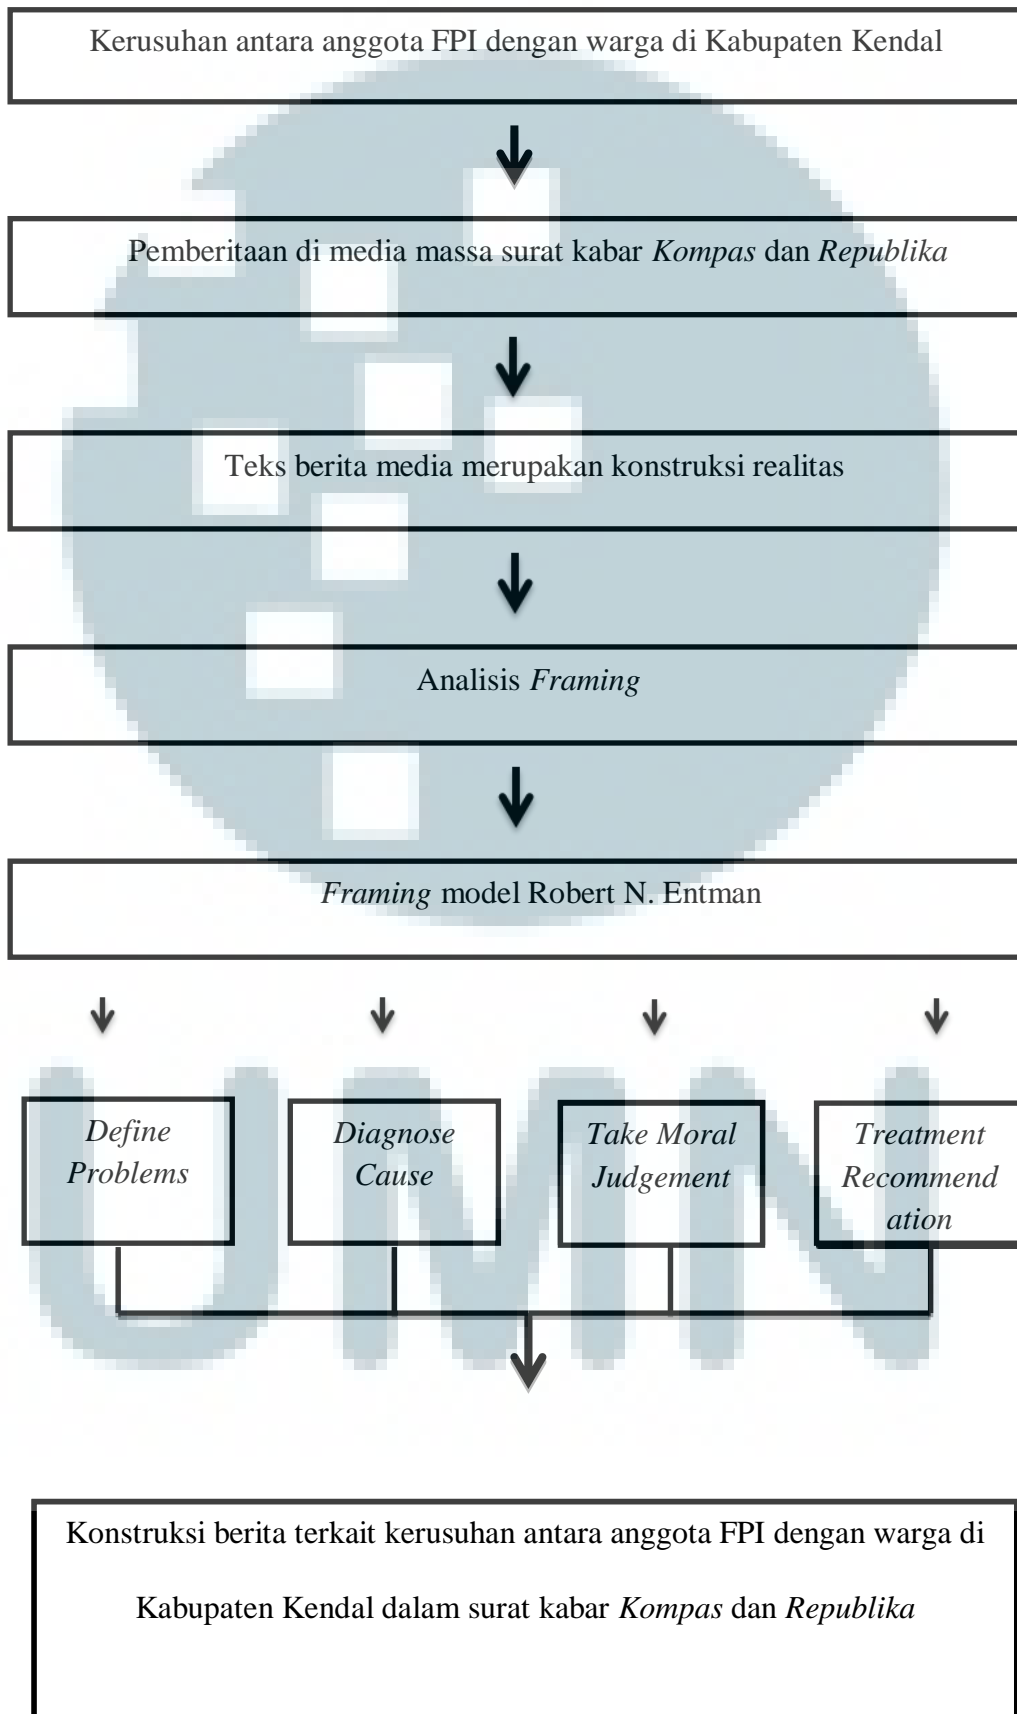 Kerusuhan antara anggota FPI dengan warga di Kabupaten Kendal
Pemberitaan di media massa surat kabar Kompas dan Republika
Teks berita media merupakan konstruksi realitas
Analisis Framing
Framing model Robert N. Entman
Define
Problems
Diagnose
Cause
Take Moral
Judgement
Treatment
Recommend
ation
UMN
Konstruksi berita terkait kerusuhan antara anggota FPI dengan warga di
Kabupaten Kendal dalam surat kabar Kompas dan Republika